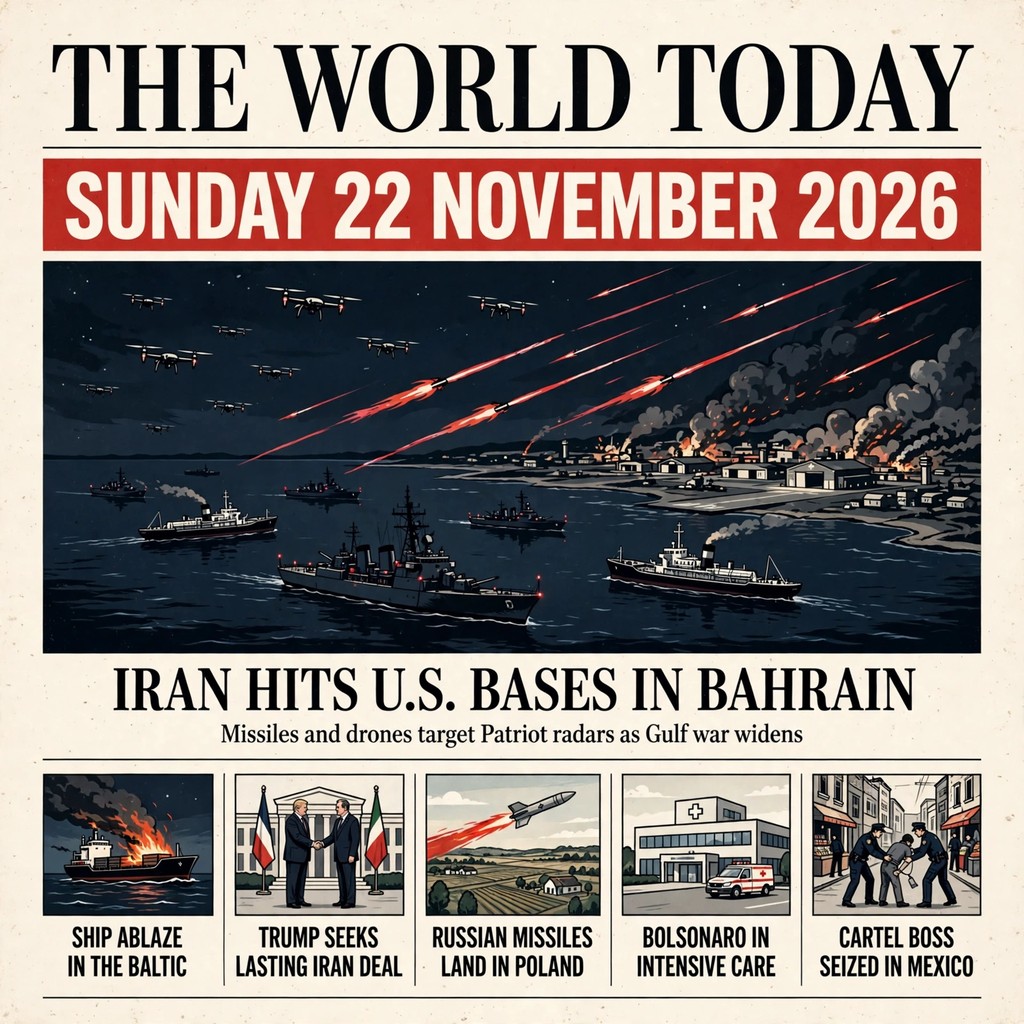 THE WORLD TODAY
SUNDAY 22 NOVEMBER 2026
IRAN HITS U.S. BASES IN BAHRAIN
Missiles and drones target Patriot radars as Gulf war widens
SHIP ABLAZE
IN THE BALTIC
TRUMP SEEKS
LASTING IRAN DEAL
RUSSIAN MISSILES
LAND IN POLAND
BOLSONARO IN
INTENSIVE CARE
CARTEL BOSS
SEIZED IN MEXICO